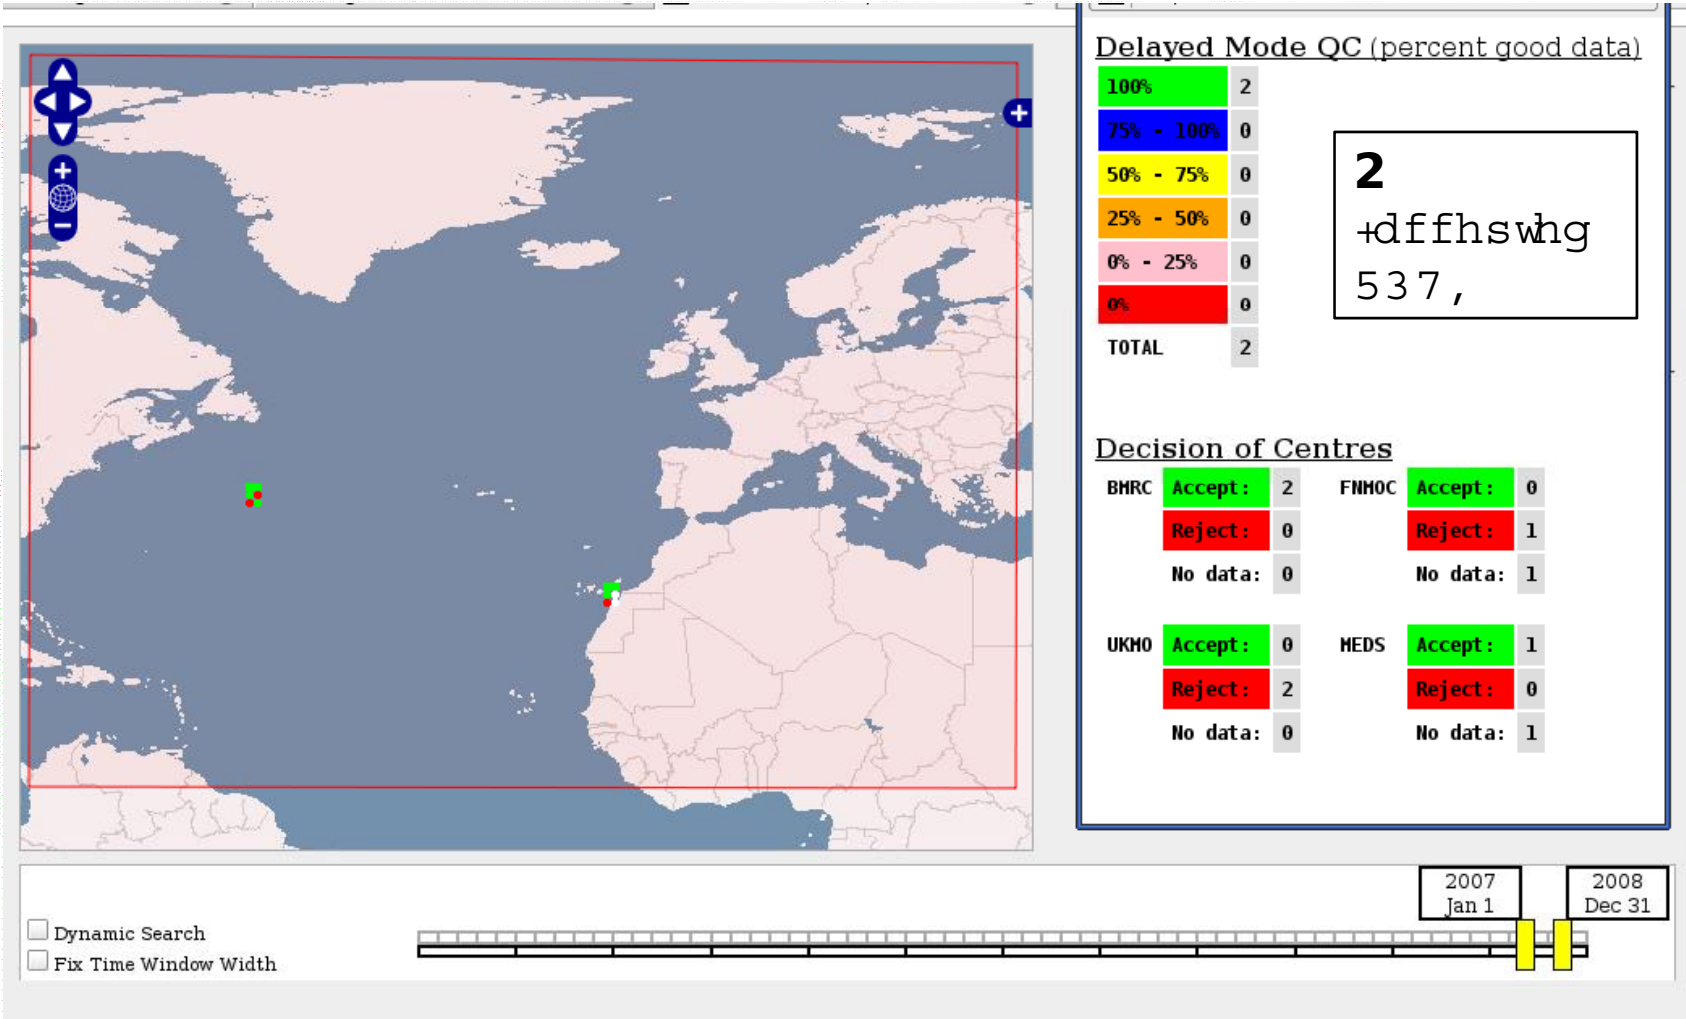 Delayed Mode QC (percent good data)
100% 2
75% - 100% 0
50% - 75% 0
25% - 50% 0
0% - 25% 0
0% 0
TOTAL 2
2
+dffhswhg
537,
Decision of Centres
BMRC Accept: 2 FNMOC Accept: 0
Reject: 0 Reject: 1
No data: 0 No data: 1
UKMO Accept: 0 MEDS Accept: 1
Reject: 2 Reject: 0
No data: 0 No data: 1
2007 2008
Jan 1 Dec 31
Dynamic Search
Fix Time Window Width